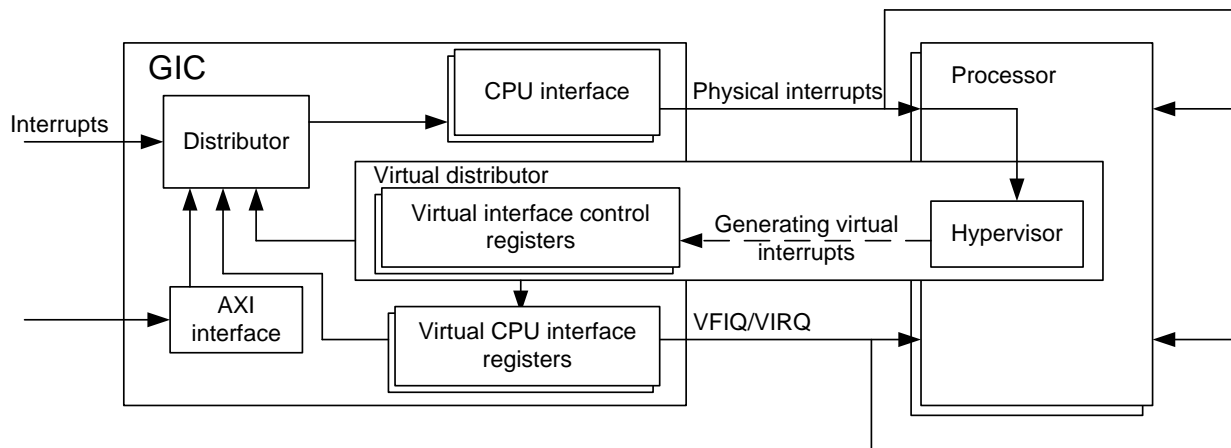 GIC
CPU interface
Processor
Physical interrupts
Interrupts
Distributor
Virtual distributor
Virtual interface control
registers
Generating virtual
interrupts
Hypervisor
AXI
interface
Virtual CPU interface
registers
VFIQ/VIRQ